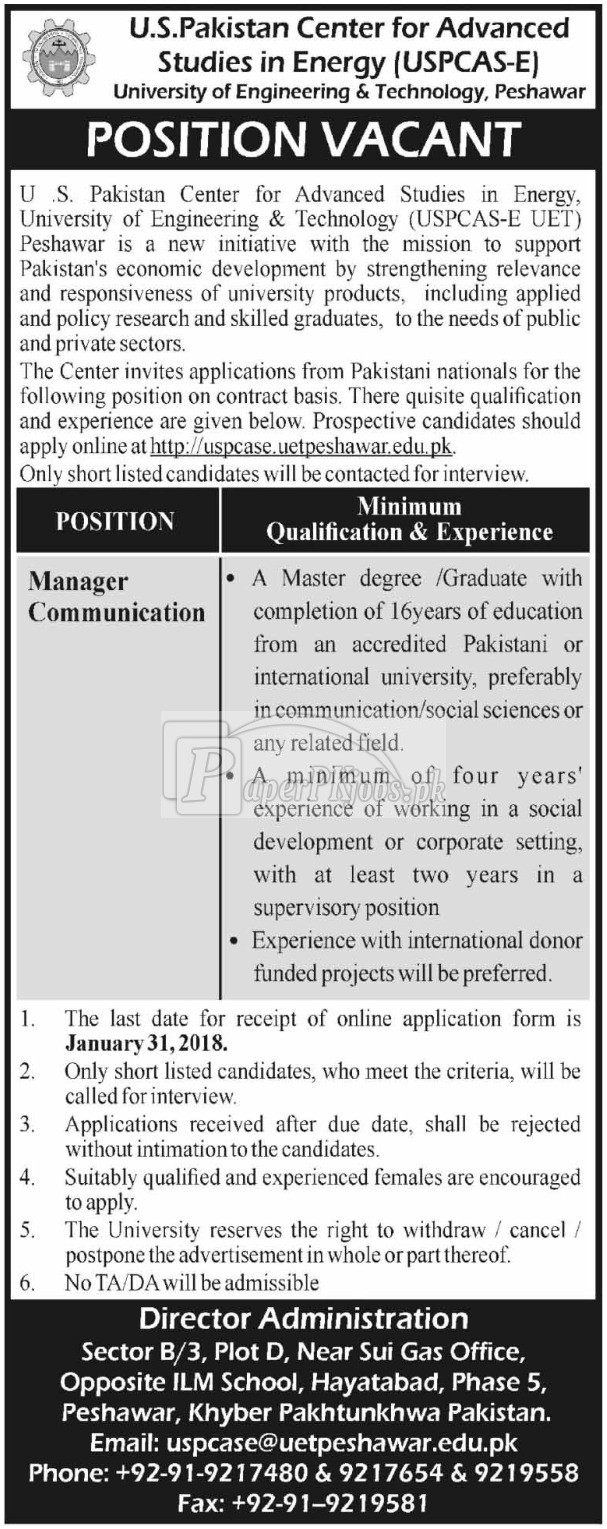 U.S.Pakistan Center for Advanced
Studies in Energy (USPCAS-E)
University of Engineering & Technology, Peshawar
POSITION VACANT
U .S. Pakistan Center for Advanced Studies in Energy,
University of Engineering & Technology (USPCAS-E UET)
Peshawar is a new initiative with the mission to support
Pakistan's economic development by strengthening relevance
and responsiveness of university products, including applied
and policy research and skilled graduates, to the needs of public
and private sectors.
The Center invites applications from Pakistani nationals for the
following position on contract basis. There quisite qualification
and experience are given below. Prospective candidates should
apply online at http://uspcase.uetpeshawar.edu.pk.
Only short listed candidates will be contacted for interview.
POSITION
Minimum
Qualification & Experience
Manager
Communication
• A Master degree /Graduate with
completion of 16years of education
from an accredited Pakistani or
international university, preferably
in communication/social sciences or
any related field.
• A minimum of four years'
experience of working in a social
development or corporate setting,
with at least two years in a
supervisory position
• Experience with international donor
funded projects will be preferred.
PaperPkJobs.pk
1. The last date for receipt of online application form is
January 31, 2018.
2. Only short listed candidates, who meet the criteria, will be
called for interview.
3. Applications received after due date, shall be rejected
without intimation to the candidates.
4. Suitably qualified and experienced females are encouraged
to apply.
5. The University reserves the right to withdraw / cancel /
postpone the advertisement in whole or part thereof.
6. No TA/DA will be admissible
Director Administration
Sector B/3, Plot D, Near Sui Gas Office,
Opposite ILM School, Hayatabad, Phase 5,
Peshawar, Khyber Pakhtunkhwa Pakistan.
Email: uspcase@uetpeshawar.edu.pk
Phone: +92-91-9217480 & 9217654 & 9219558
Fax: +92-91–9219581